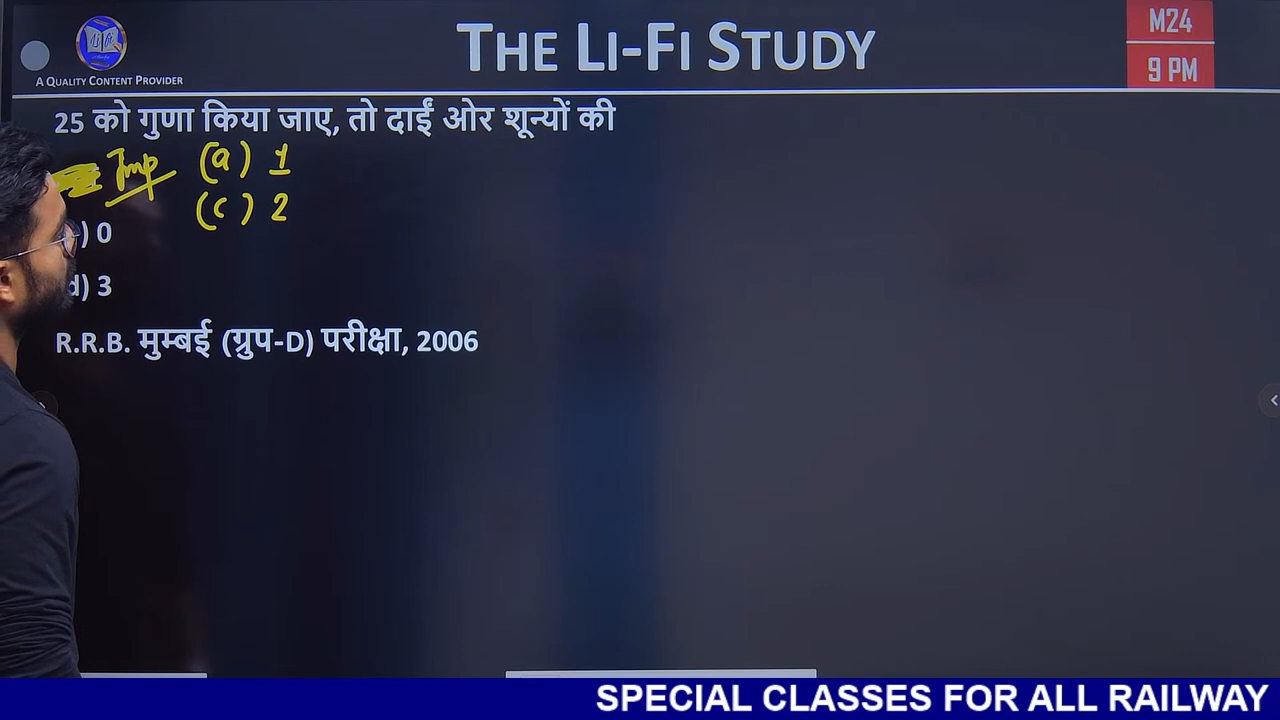 THE LI-FI STUDY
M24
9 PM
A QUALITY CONTENT PROVIDER
25 को गुणा किया जाए, तो दाईं ओर शून्यों की
Imp (a) 1
(c) 2
) 0
d) 3
R.R.B. मुम्बई (ग्रुप-D) परीक्षा, 2006
SPECIAL CLASSES FOR ALL RAILWAY